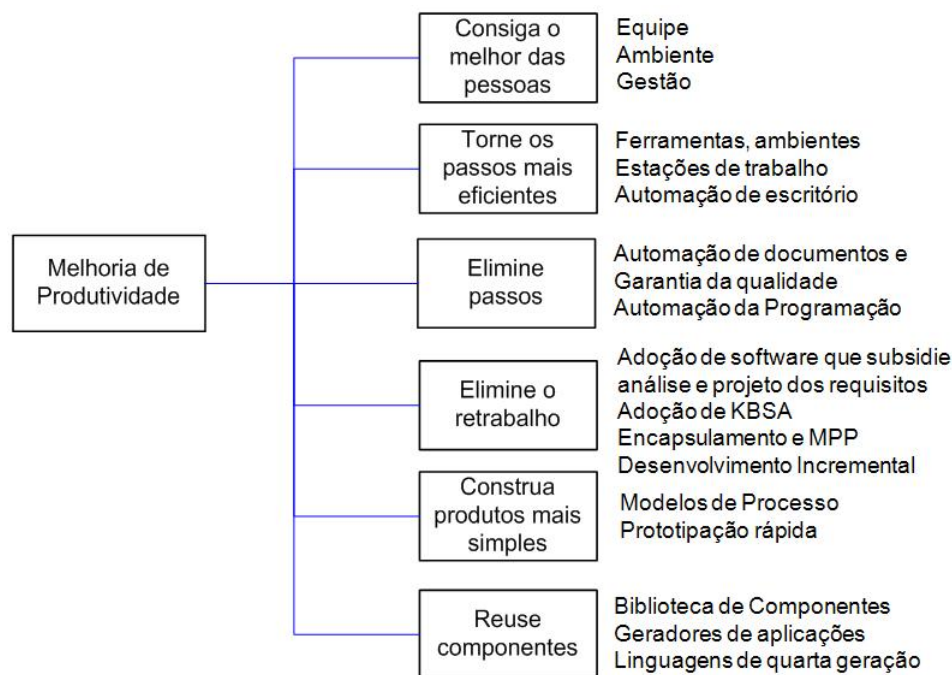 Melhoria de
Produtividade
Consiga o
melhor das
pessoas
Equipe
Ambiente
Gestão
Torne os
passos mais
eficientes
Ferramentas, ambientes
Estações de trabalho
Automação de escritório
Elimine
passos
Automação de documentos e
Garantia da qualidade
Automação da Programação
Elimine o
retrabalho
Adoção de software que subsidie
análise e projeto dos requisitos
Adoção de KBSA
Encapsulamento e MPP
Desenvolvimento Incremental
Construa
produtos mais
simples
Modelos de Processo
Prototipação rápida
Reuse
componentes
Biblioteca de Componentes
Geradores de aplicações
Linguagens de quarta geração